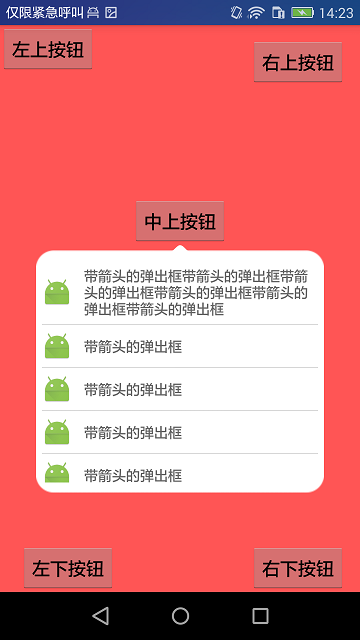 仅限紧急呼叫
14:23
左上按钮
右上按钮
中上按钮
带箭头的弹出框带箭头的弹出框带箭
头的弹出框带箭头的弹出框带箭头的
弹出框带箭头的弹出框
带箭头的弹出框
带箭头的弹出框
带箭头的弹出框
带箭头的弹出框
左下按钮
右下按钮